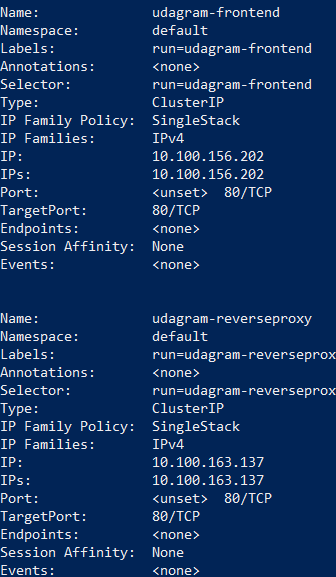 Name: udagram-frontend
Namespace: default
Labels: run=udagram-frontend
Annotations: <none>
Selector: run=udagram-frontend
Type: ClusterIP
IP Family Policy: SingleStack
IP Families: IPv4
IP: 10.100.156.202
IPs: 10.100.156.202
Port: <unset> 80/TCP
TargetPort: 80/TCP
Endpoints: <none>
Session Affinity: None
Events: <none>
Name: udagram-reverseproxy
Namespace: default
Labels: run=udagram-reverseprox
Annotations: <none>
Selector: run=udagram-reverseprox
Type: ClusterIP
IP Family Policy: SingleStack
IP Families: IPv4
IP: 10.100.163.137
IPs: 10.100.163.137
Port: <unset> 80/TCP
TargetPort: 80/TCP
Endpoints: <none>
Session Affinity: None
Events: <none>